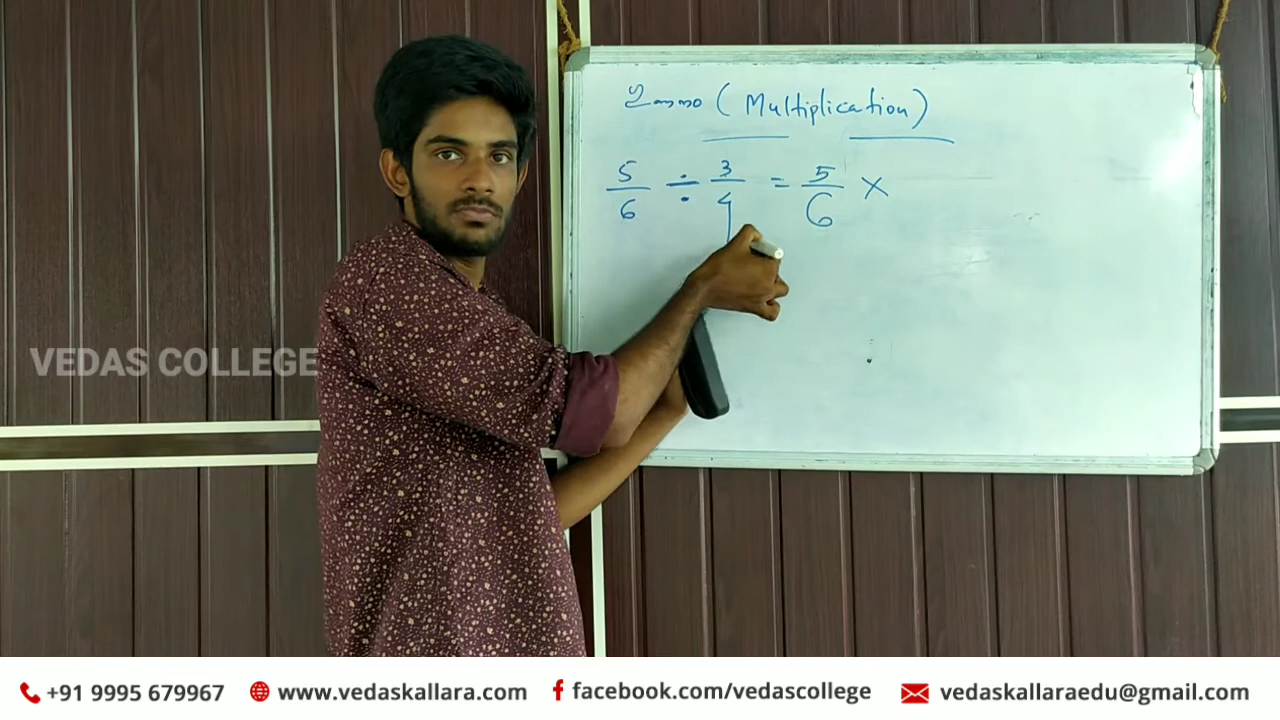 ഗുണനം ( Multiplication )
5/6 ÷ 3/4 = 5/6 ×
VEDAS COLLEGE
+91 9995 679967 www.vedaskallara.com facebook.com/vedascollege vedaskallaraedu@gmail.com